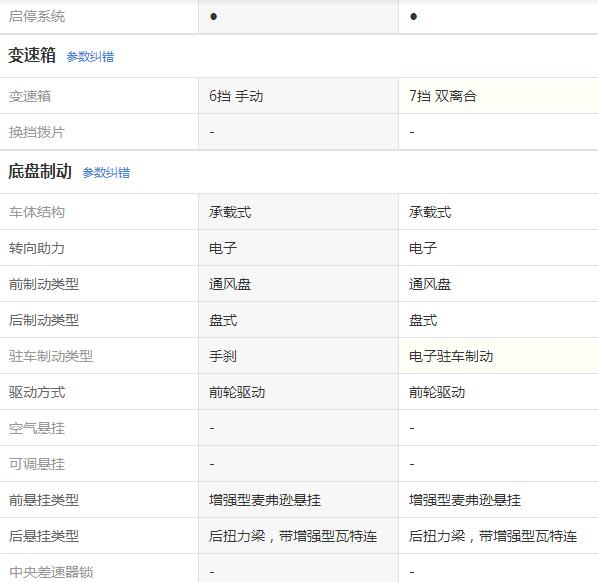 启停系统 ● ●
变速箱 参数纠错
变速箱 6挡 手动 7挡 双离合
换挡拨片 - -
底盘制动 参数纠错
车体结构 承载式 承载式
转向助力 电子 电子
前制动类型 通风盘 通风盘
后制动类型 盘式 盘式
驻车制动类型 手刹 电子驻车制动
驱动方式 前轮驱动 前轮驱动
空气悬挂 - -
可调悬挂 - -
前悬挂类型 增强型麦弗逊悬挂 增强型麦弗逊悬挂
后悬挂类型 后扭力梁，带增强型瓦特连 后扭力梁，带增强型瓦特连
中央差速器锁 - -